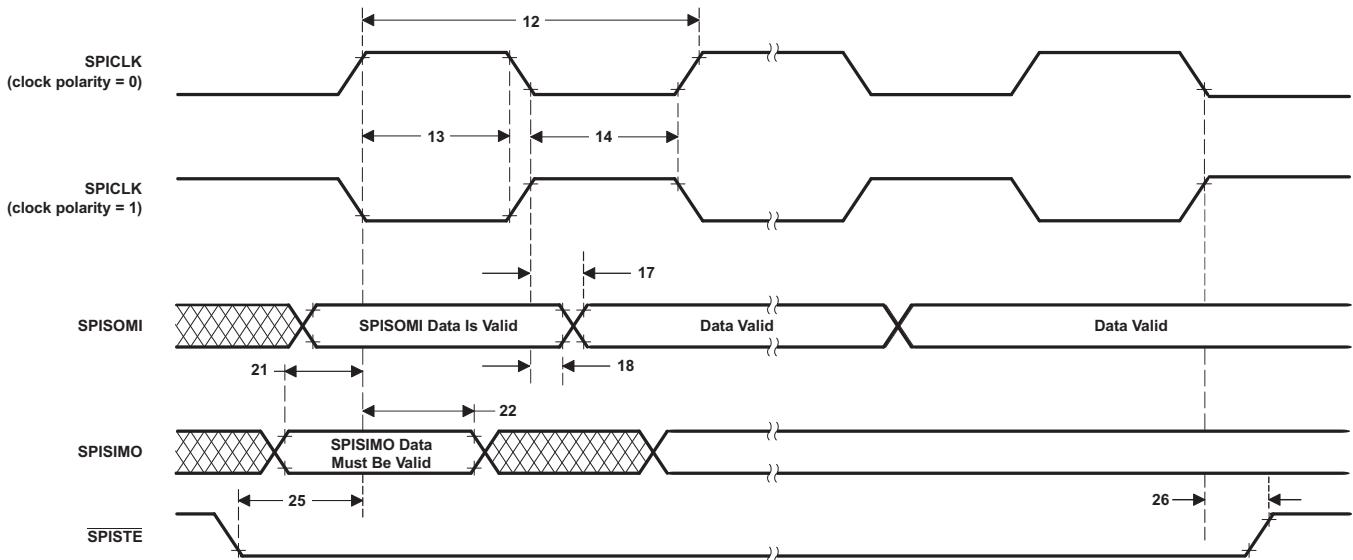 12
SPICLK
(clock polarity = 0)
13
14
SPICLK
(clock polarity = 1)
17
SPISOMI
SPISOMI Data Is Valid
Data Valid
Data Valid
21
18
22
SPISIMO
SPISIMO Data
Must Be Valid
25
26
SPISTE